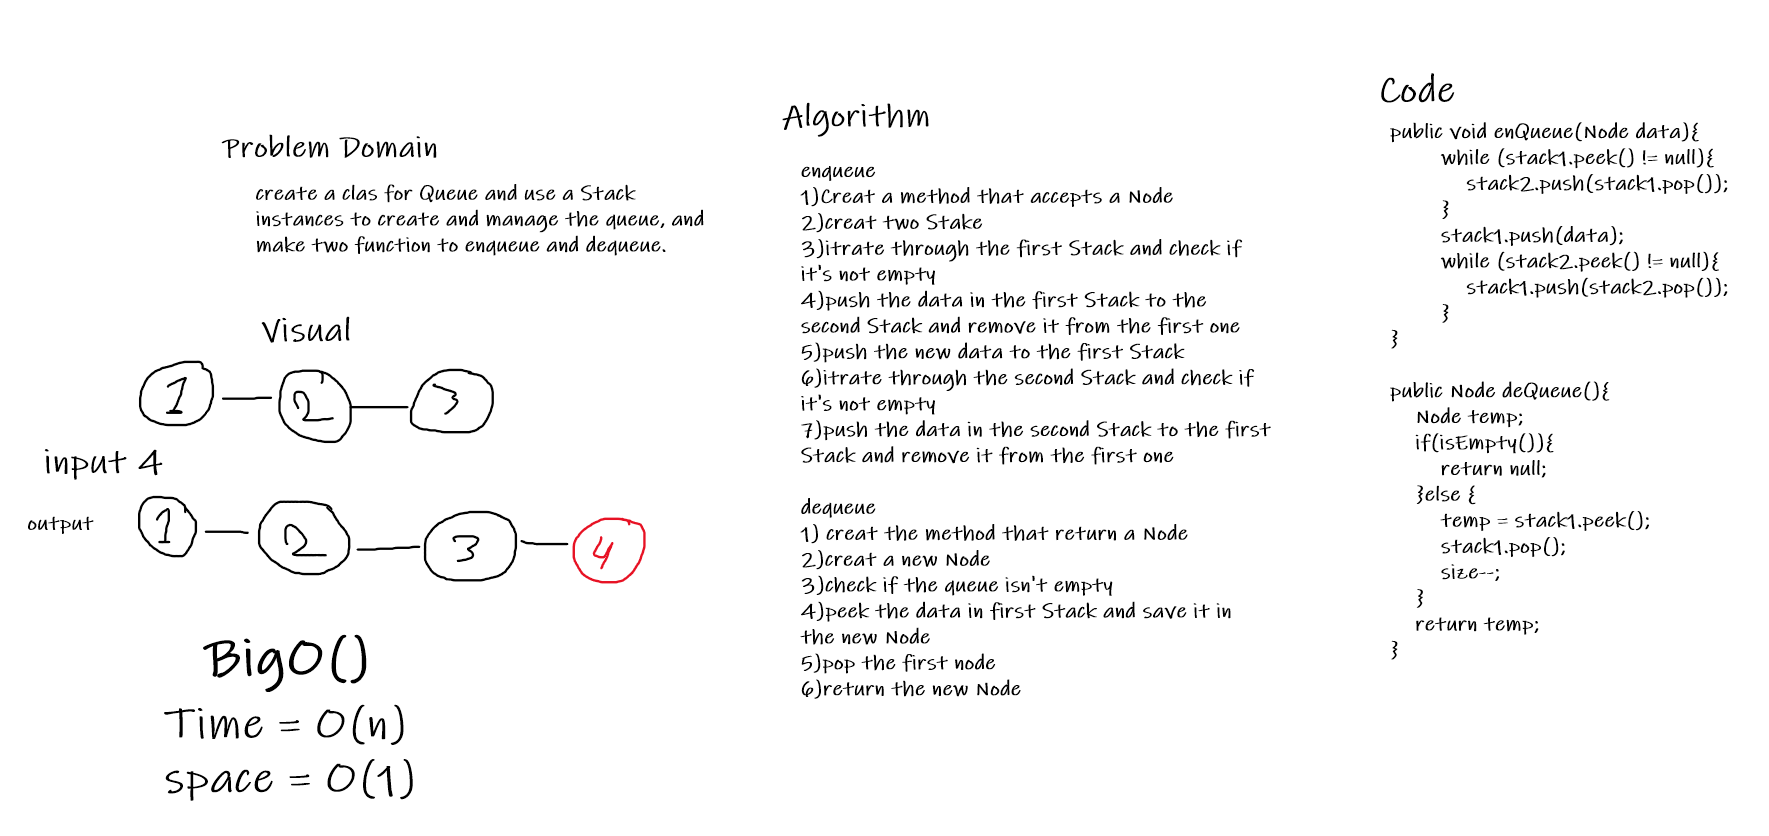 Problem Domain
create a clas for Queue and use a Stack
instances to create and manage the queue, and
make two function to enqueue and dequeue.
Visual
1 2 3
input 4
output
1 2 3 4
BigO()
Time = O(n)
space = O(1)
Algorithm
enqueue
1)Creat a method that accepts a Node
2)creat two Stake
3)itrate through the first Stack and check if
it's not empty
4)push the data in the first Stack to the
second Stack and remove it from the first one
5)push the new data to the first Stack
6)itrate through the second Stack and check if
it's not empty
7)push the data in the second Stack to the first
Stack and remove it from the first one
dequeue
1) creat the method that return a Node
2)creat a new Node
3)check if the queue isn't empty
4)peek the data in first Stack and save it in
the new Node
5)pop the first node
6)return the new Node
Code
public void enQueue(Node data){
while (stack1.peek() != null){
stack2.push(stack1.pop());
}
stack1.push(data);
while (stack2.peek() != null){
stack1.push(stack2.pop());
}
}
public Node deQueue(){
Node temp;
if(isEmpty()){
return null;
}else {
temp = stack1.peek();
stack1.pop();
size--;
}
return temp;
}